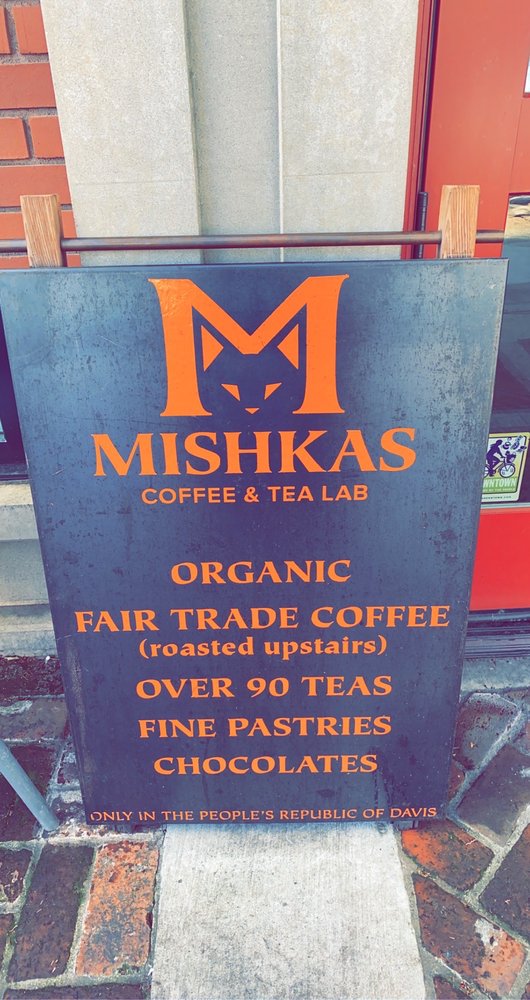 M
MISHKAS
COFFEE & TEA LAB
ORGANIC
FAIR TRADE COFFEE
(roasted upstairs)
OVER 90 TEAS
FINE PASTRIES
CHOCOLATES
ONLY IN THE PEOPLE'S REPUBLIC OF DAVIS